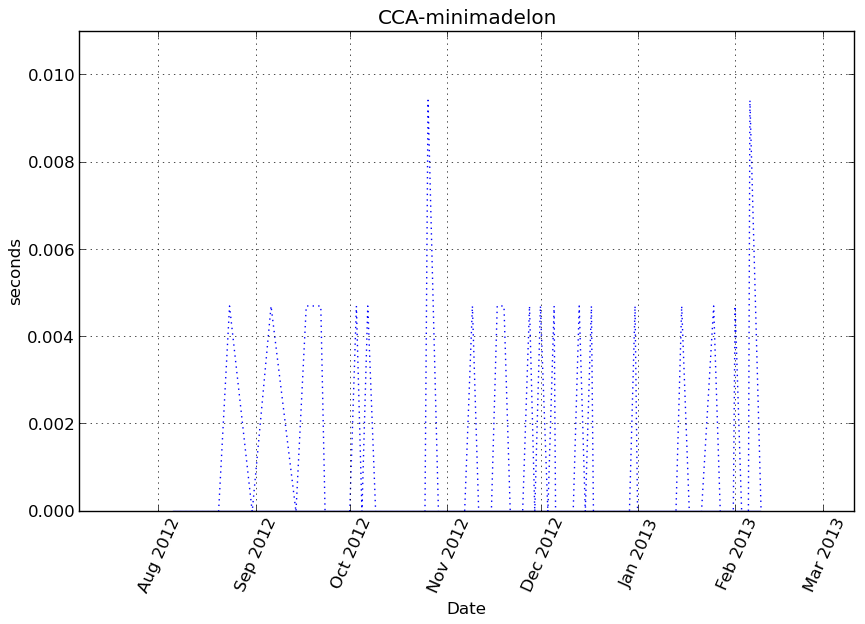 CCA-minimadelon
0.010
0.008
0.006
0.004
0.002
0.000
seconds
Aug 2012
Sep 2012
Oct 2012
Nov 2012
Dec 2012
Jan 2013
Feb 2013
Mar 2013
Date